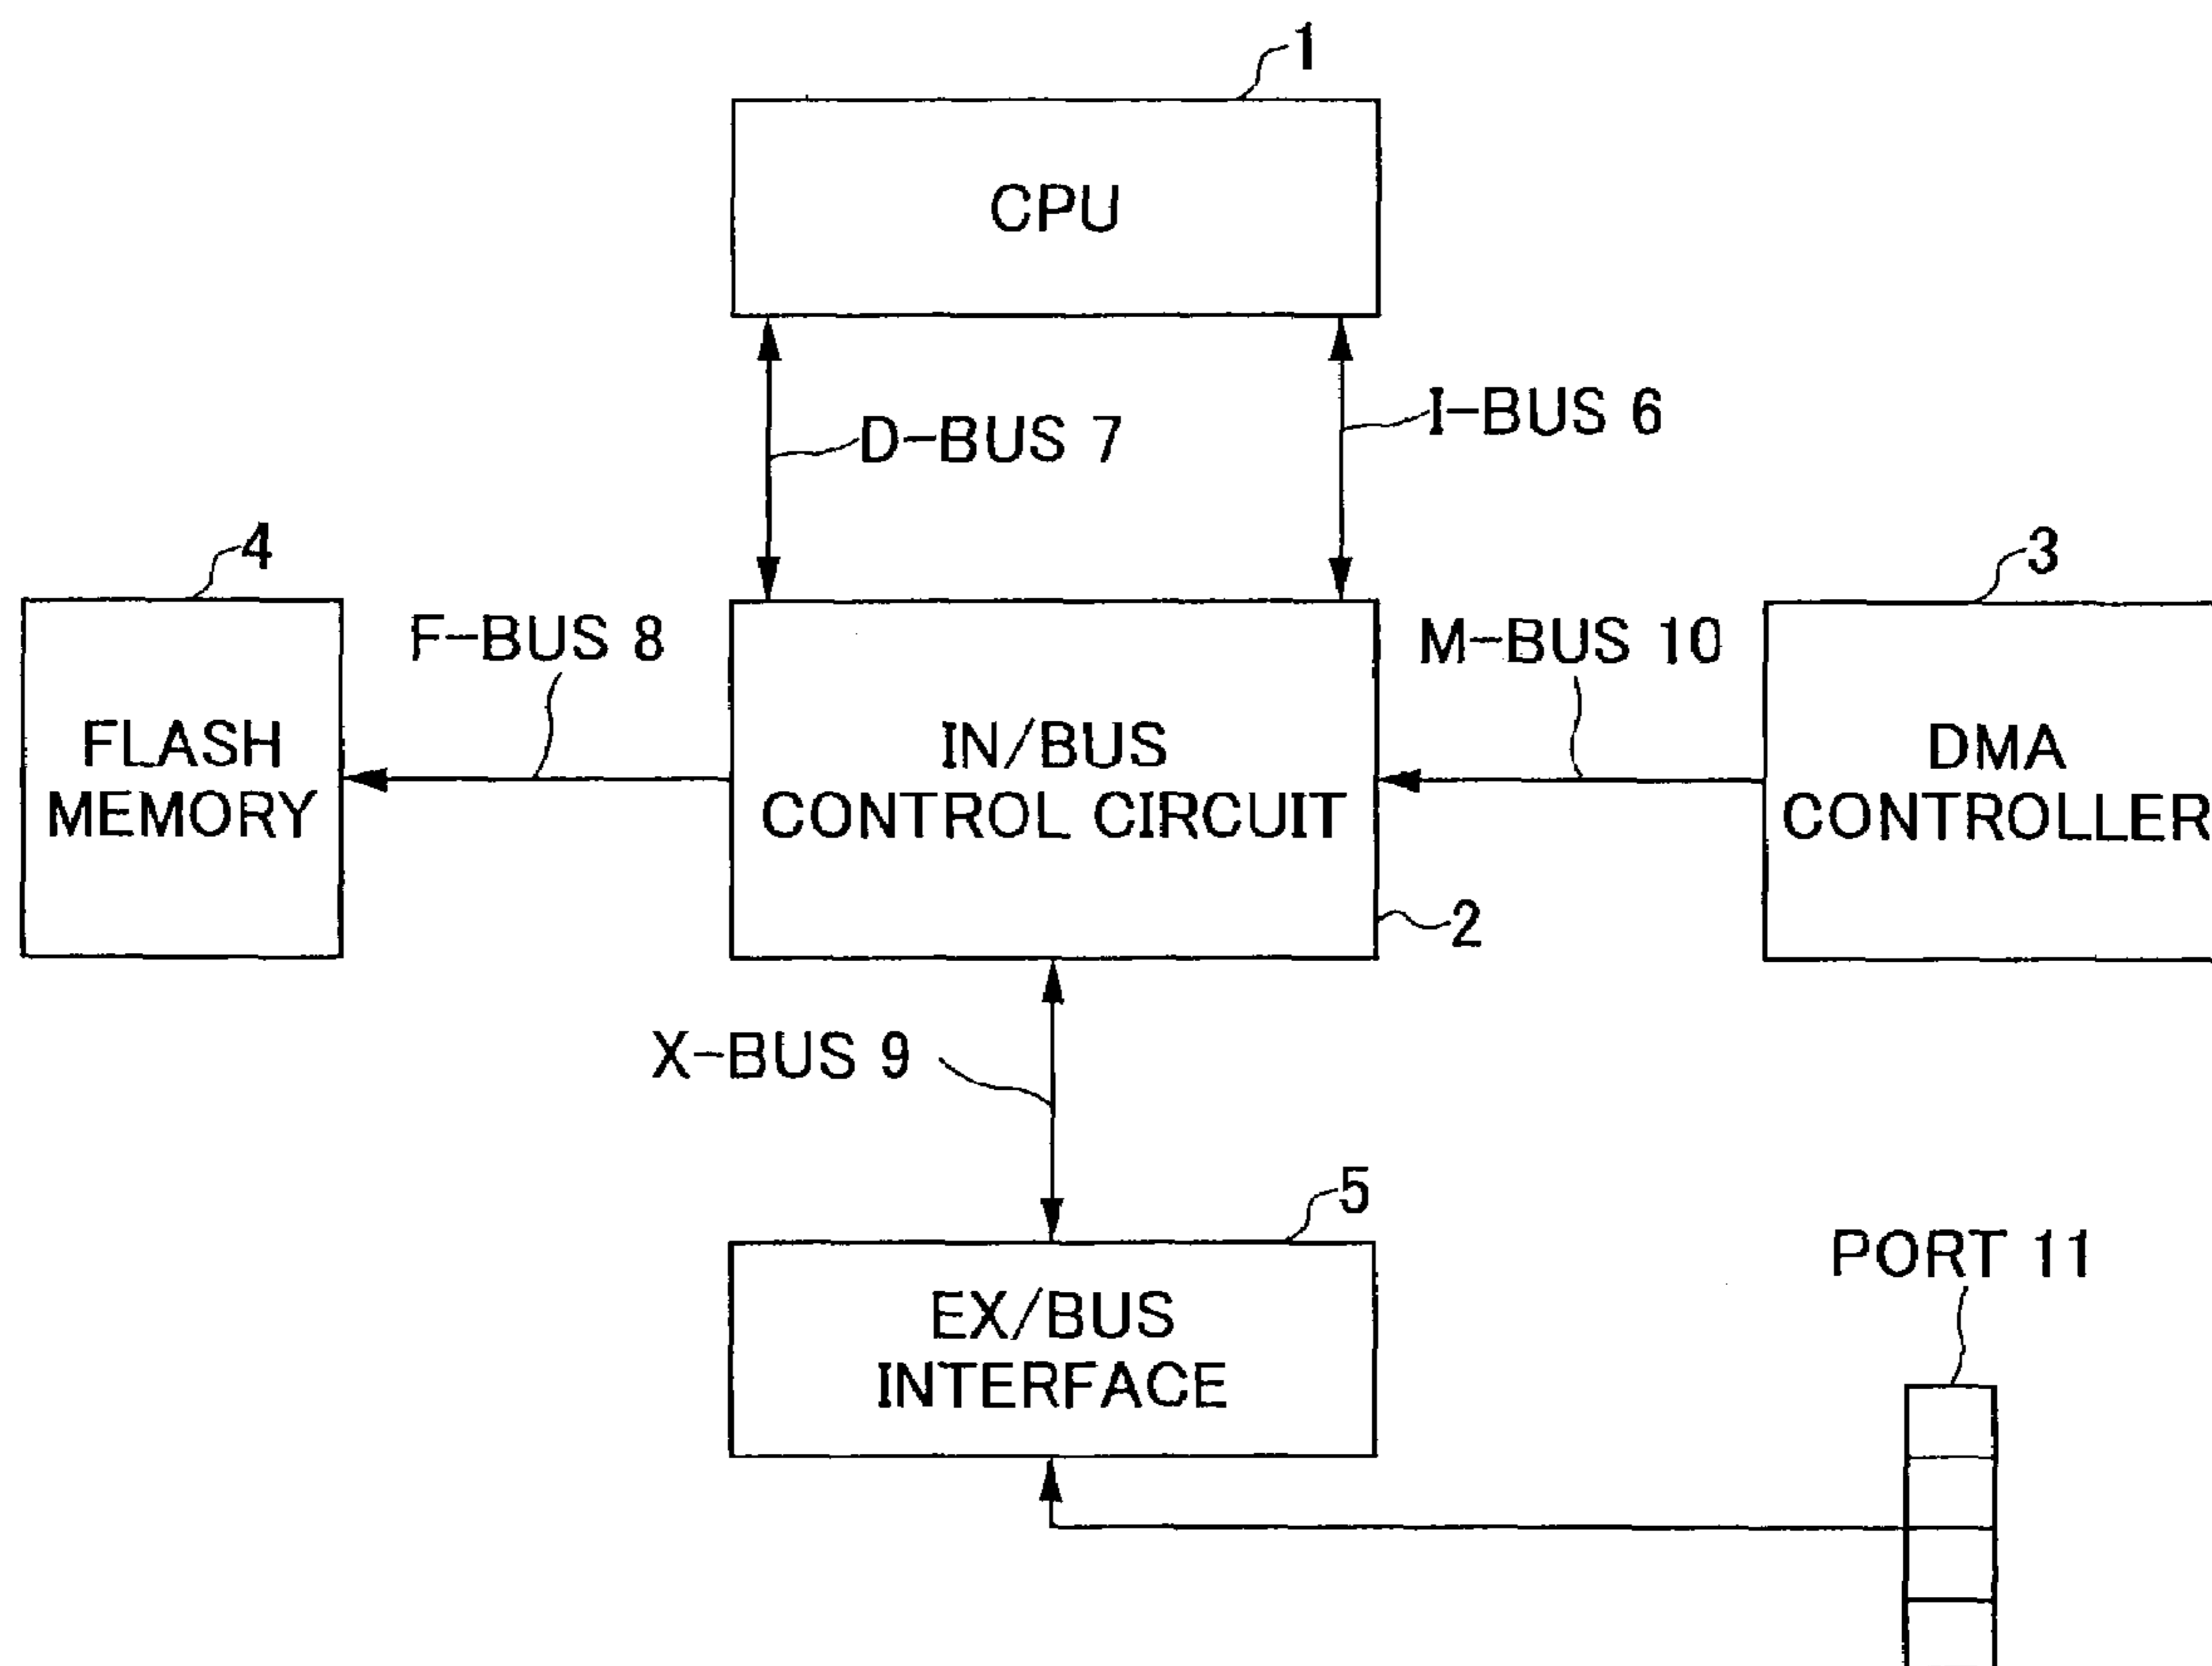 1
CPU
D-BUS 7
I-BUS 6
4
3
F-BUS 8
M-BUS 10
FLASH
MEMORY
IN/BUS
CONTROL CIRCUIT
DMA
CONTROLLER
2
X-BUS 9
5
EX/BUS
INTERFACE
PORT 11